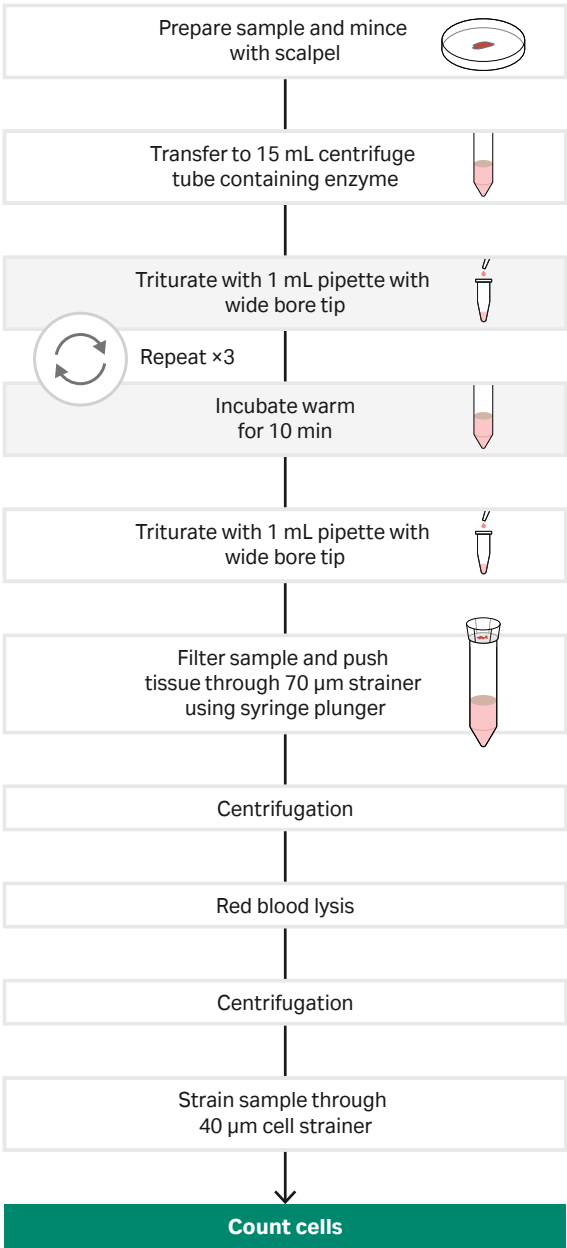 Prepare sample and mince
with scalpel
Transfer to 15 mL centrifuge
tube containing enzyme
Triturate with 1 mL pipette with
wide bore tip
Repeat ×3
Incubate warm
for 10 min
Triturate with 1 mL pipette with
wide bore tip
Filter sample and push
tissue through 70 µm strainer
using syringe plunger
Centrifugation
Red blood lysis
Centrifugation
Strain sample through
40 µm cell strainer
Count cells